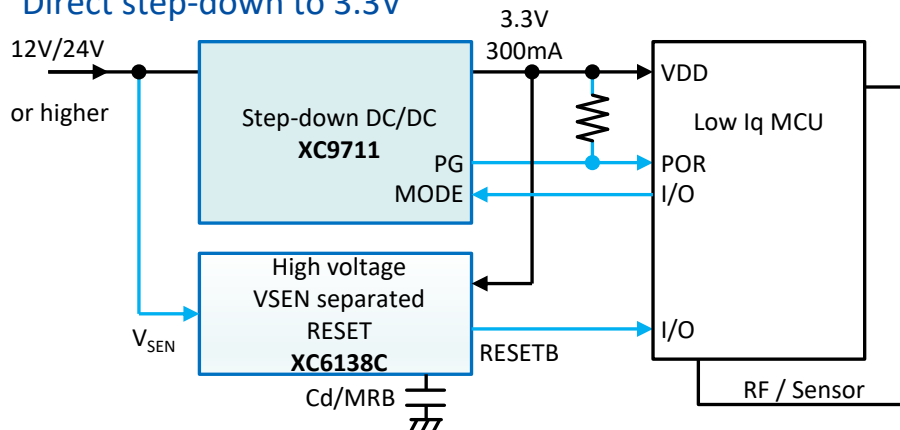 Direct step-down to 3.3V
3.3V
12V/24V
300mA
or higher
VDD
Step-down DC/DC
XC9711
Low Iq MCU
PG
POR
MODE
I/O
High voltage
VSEN separated
RESET
XC6138C
VSEN
RESETB
I/O
Cd/MRB
RF / Sensor